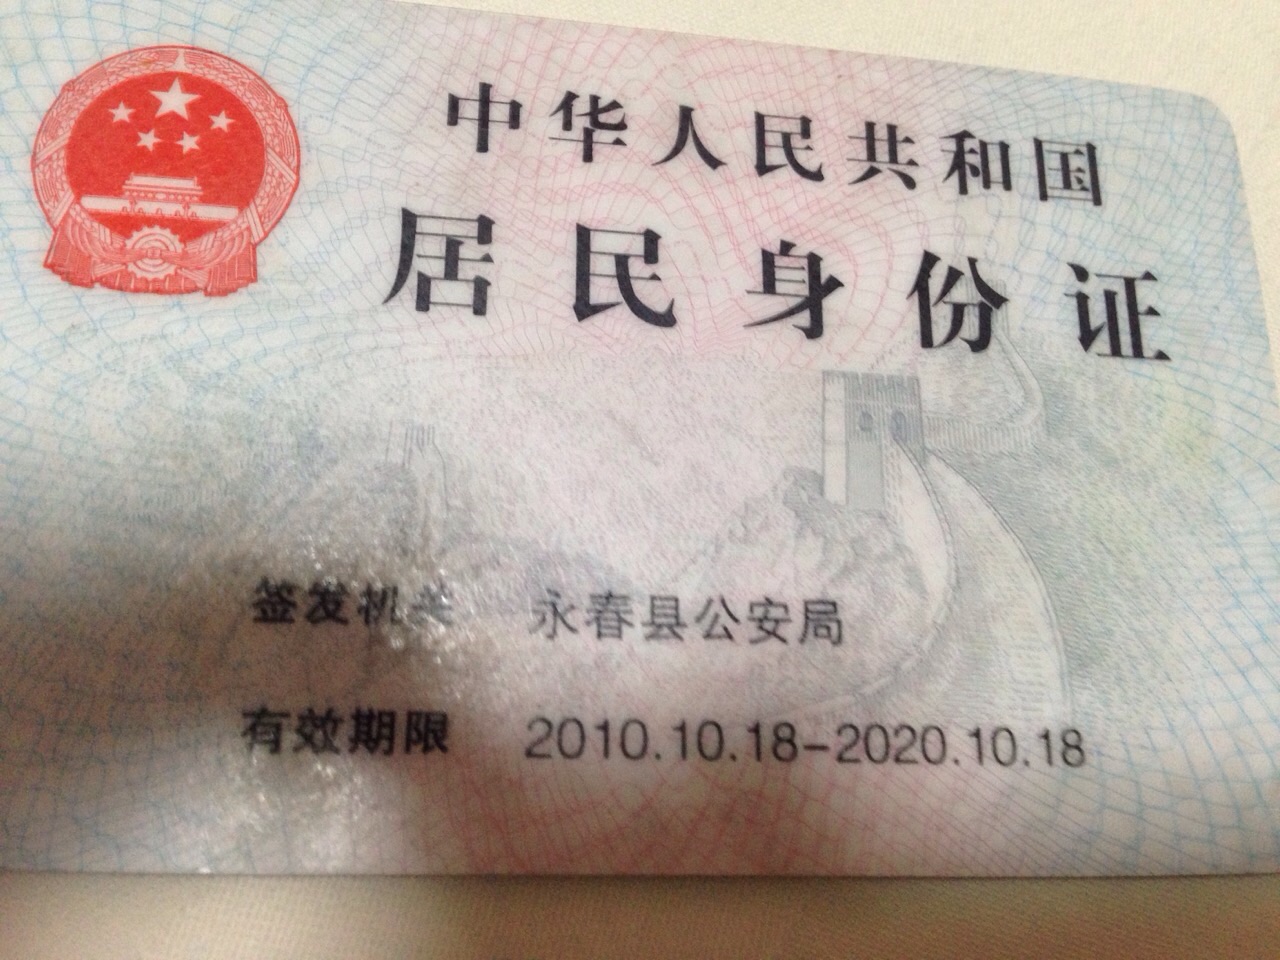 中华人民共和国
居民身份证
签发机关 永春县公安局
有效期限 2010.10.18-2020.10.18